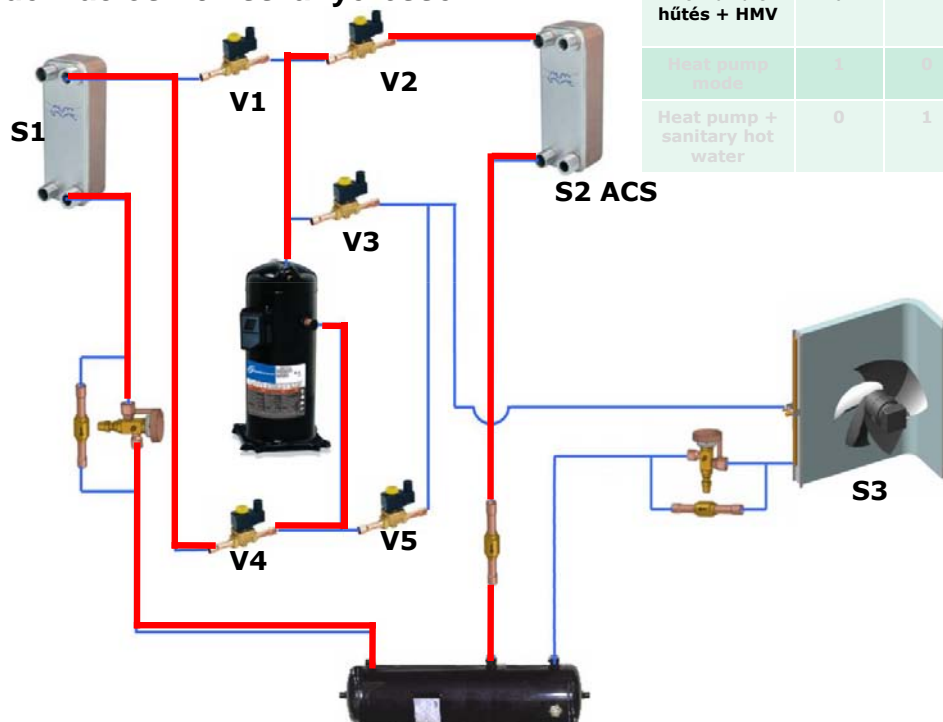 hűtés + HMV
Heat pump
mode
1
0
Heat pump +
sanitary hot
water
0
1
V1
V2
S1
S2 ACS
V3
S3
V4
V5